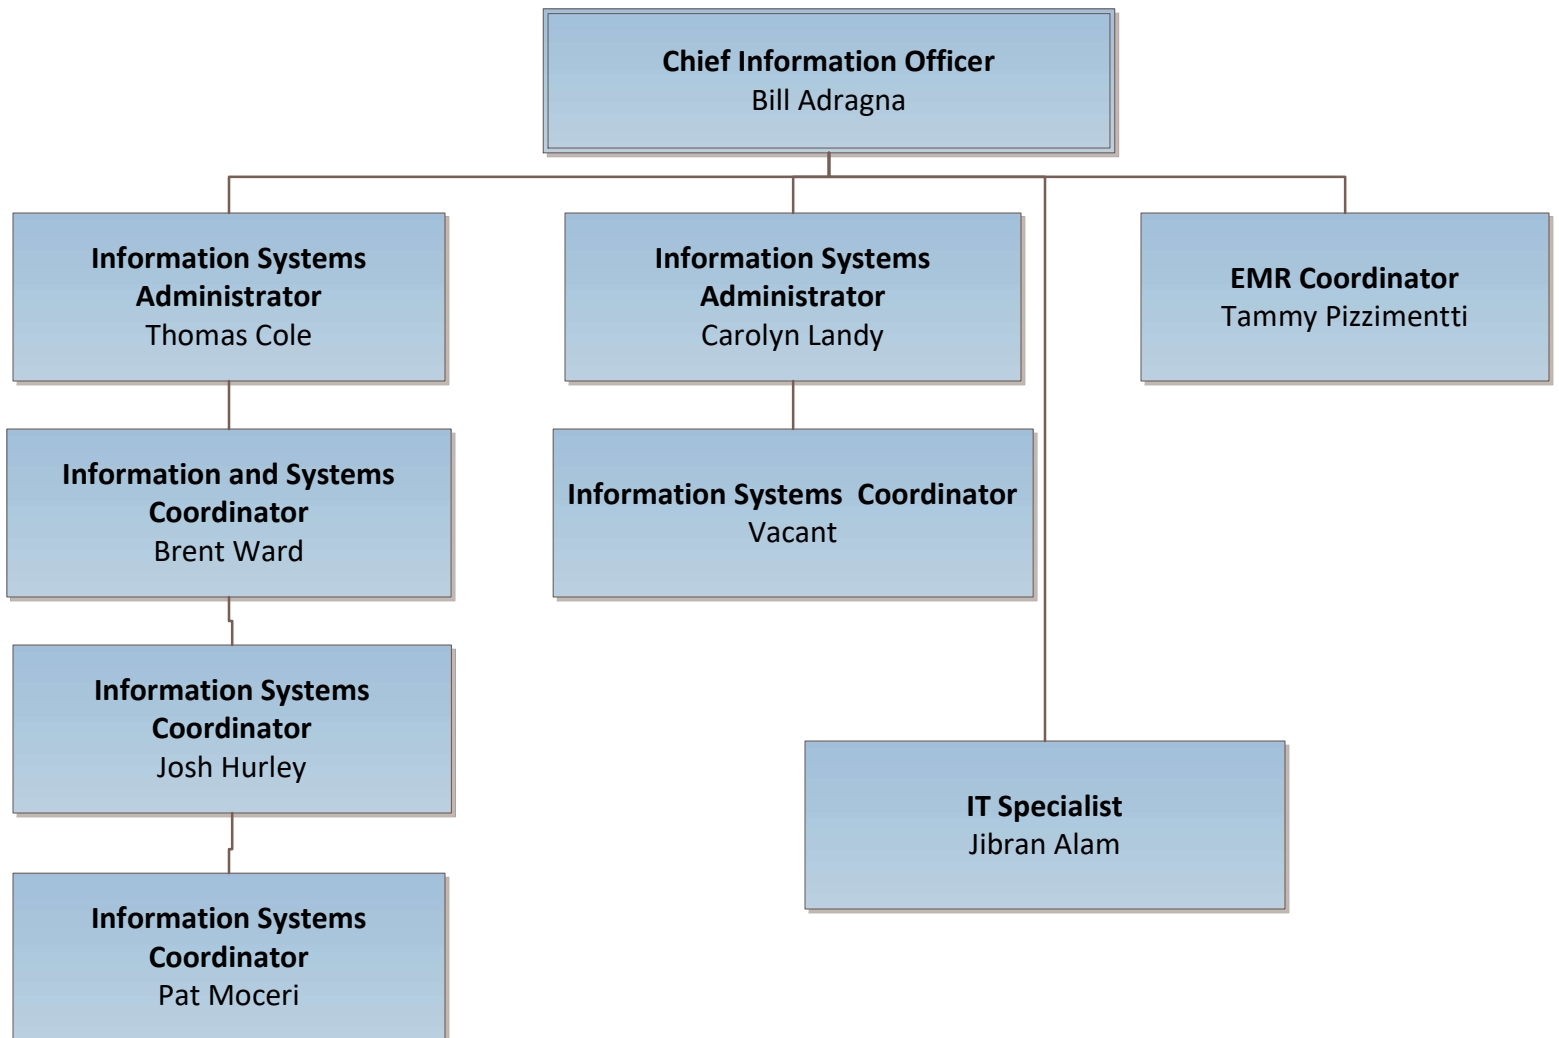 Chief Information Officer
Bill Adragna
Information Systems
Administrator
Thomas Cole
Information Systems
Administrator
Carolyn Landy
EMR Coordinator
Tammy Pizzimentti
Information and Systems
Coordinator
Brent Ward
Information Systems  Coordinator
Vacant
Information Systems
Coordinator
Josh Hurley
IT Specialist
Jibran Alam
Information Systems
Coordinator
Pat Moceri